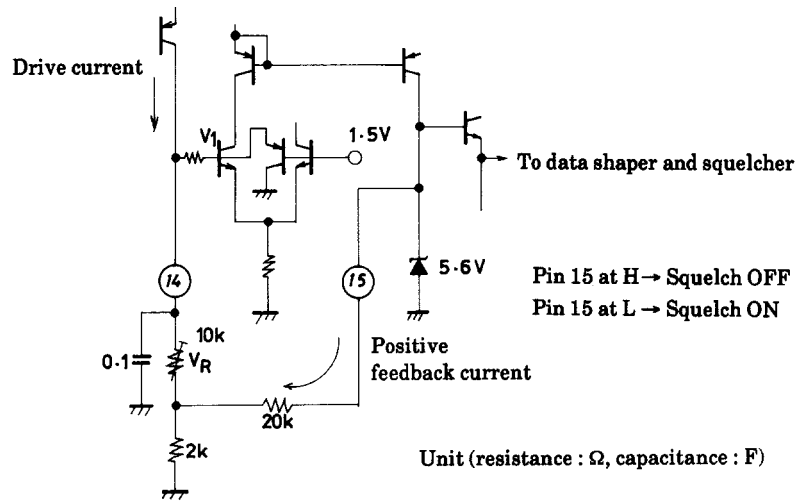 Drive current
V1
1·5V
To data shaper and squelcher
5·6V
14
15
Pin 15 at H → Squelch OFF
Pin 15 at L → Squelch ON
10k
0·1
VR
Positive
feedback current
20k
2k
Unit (resistance : Ω, capacitance : F)